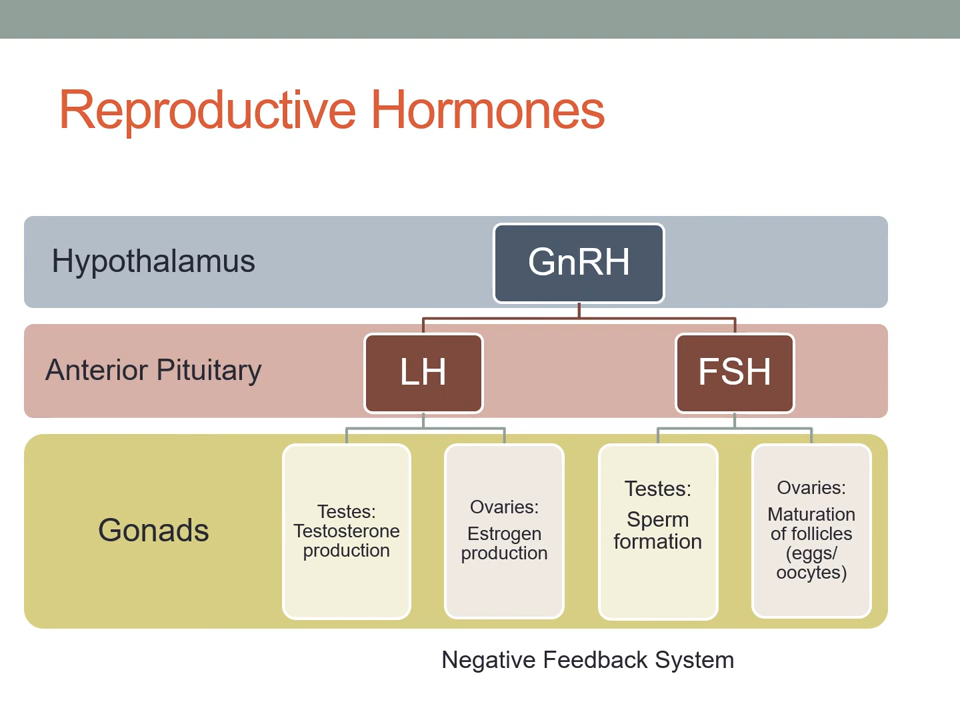 Reproductive Hormones
Hypothalamus
GnRH
Anterior Pituitary
LH
FSH
Gonads
Testes:
Testosterone
production
Ovaries:
Estrogen
production
Testes:
Sperm
formation
Ovaries:
Maturation
of follicles
(eggs/
oocytes)
Negative Feedback System